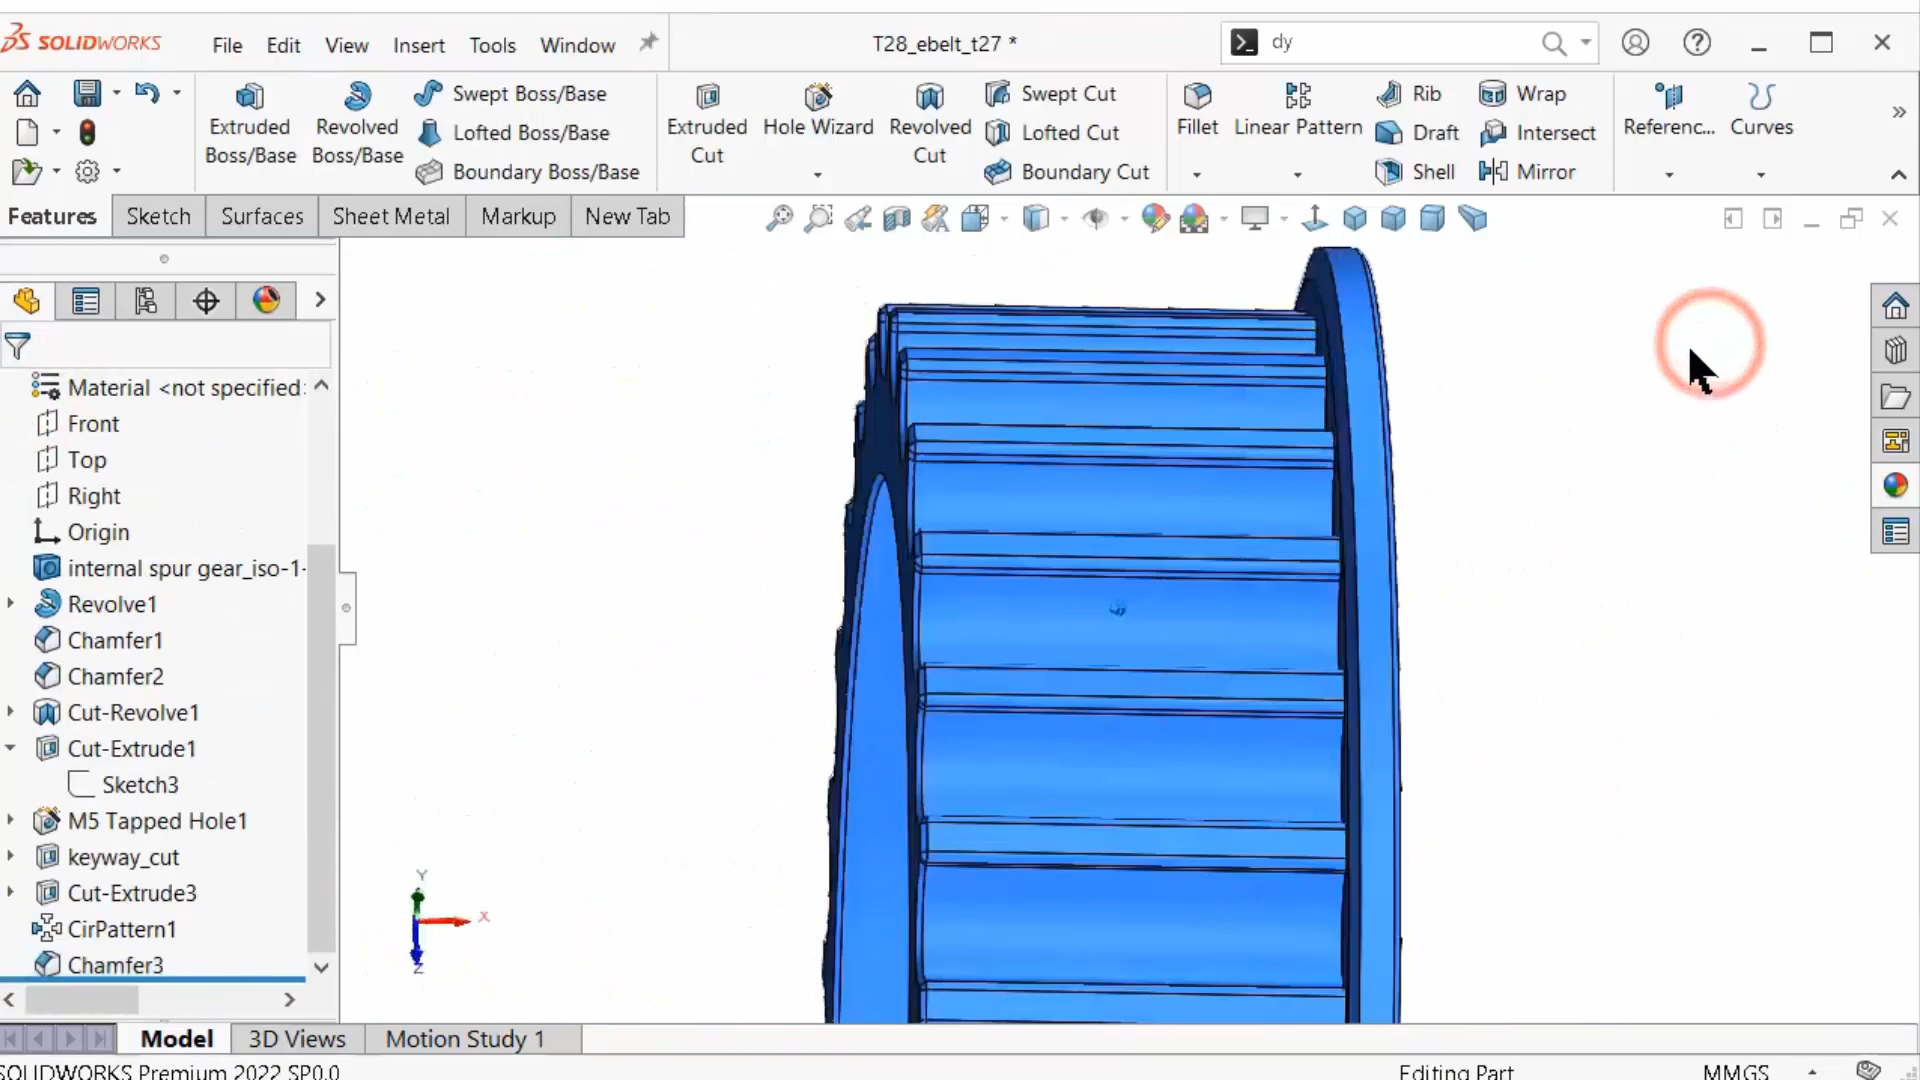 SOLIDWORKS File Edit View Insert Tools Window T28_ebelt_t27 * dy
Extruded Boss/Base
Revolved Boss/Base
Swept Boss/Base
Lofted Boss/Base
Boundary Boss/Base
Extruded Cut
Hole Wizard
Revolved Cut
Swept Cut
Lofted Cut
Boundary Cut
Fillet
Linear Pattern
Rib
Draft
Shell
Wrap
Intersect
Mirror
Referenc...
Curves
Features Sketch Surfaces Sheet Metal Markup New Tab
Material <not specified>
Front
Top
Right
Origin
internal spur gear_iso-1-
Revolve1
Chamfer1
Chamfer2
Cut-Revolve1
Cut-Extrude1
Sketch3
M5 Tapped Hole1
keyway_cut
Cut-Extrude3
CirPattern1
Chamfer3
Y
X
Z
Model 3D Views Motion Study 1
SOLIDWORKS Premium 2022 SP0.0 Editing Part MMGS